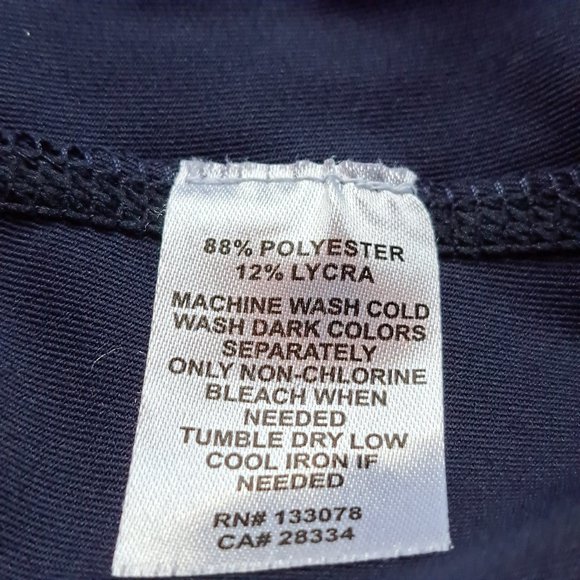 88% POLYESTER
12% LYCRA
MACHINE WASH COLD
WASH DARK COLORS
SEPARATELY
ONLY NON-CHLORINE
BLEACH WHEN
NEEDED
TUMBLE DRY LOW
COOL IRON IF
NEEDED
RN# 133078
CA# 28334